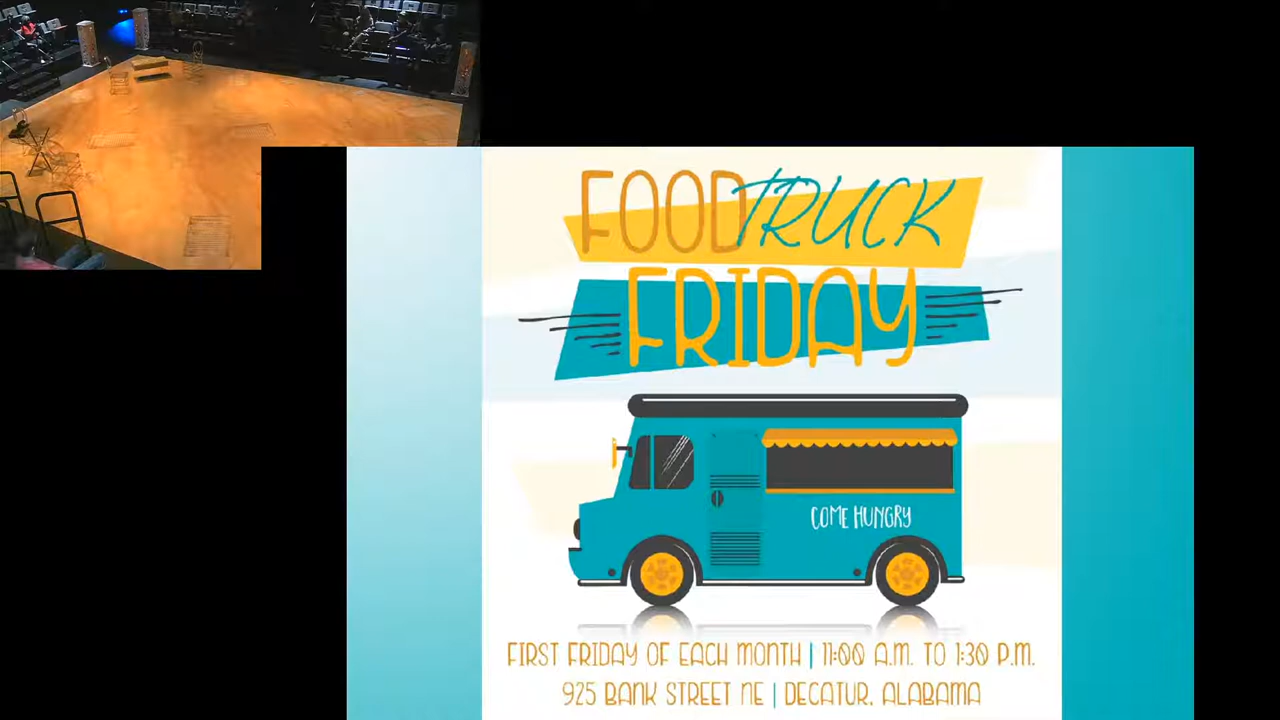 FOOD TRUCK
FRIDAY
COME HUNGRY
FIRST FRIDAY OF EACH MONTH | 11:00 A.M. TO 1:30 P.M.
925 BANK STREET NE | DECATUR, ALABAMA